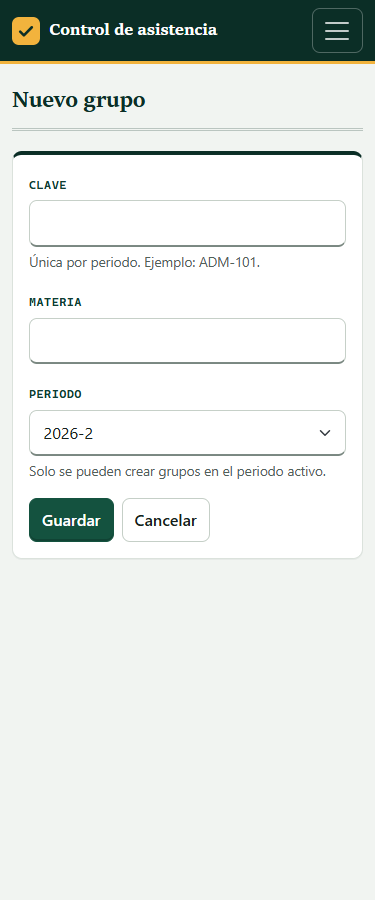 Control de asistencia
Nuevo grupo
CLAVE
Única por periodo. Ejemplo: ADM-101.
MATERIA
PERIODO
2026-2
Solo se pueden crear grupos en el periodo activo.
Guardar Cancelar